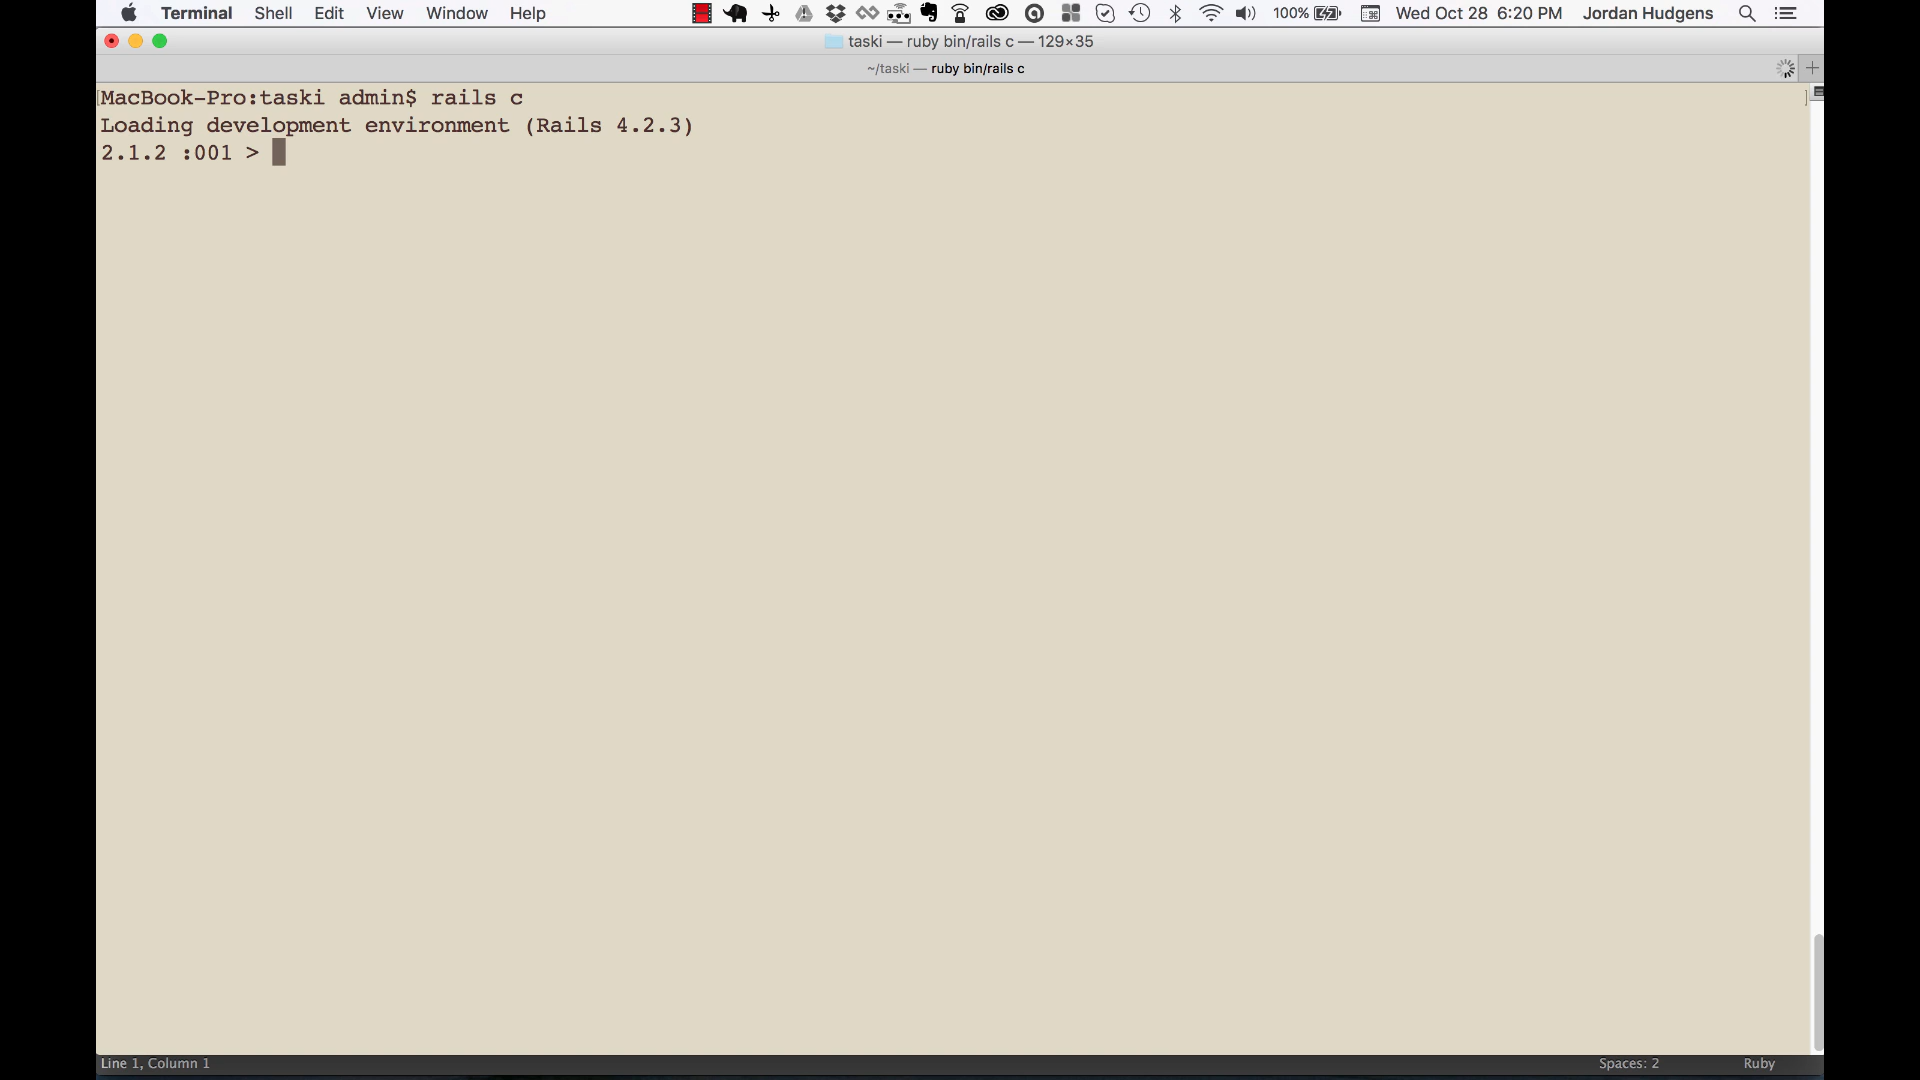 Terminal Shell Edit View Window Help 100% Wed Oct 28 6:20 PM Jordan Hudgens
taski — ruby bin/rails c — 129×35
~/taski — ruby bin/rails c
MacBook-Pro:taski admin$ rails c
Loading development environment (Rails 4.2.3)
2.1.2 :001 >
Line 1, Column 1 Spaces: 2 Ruby